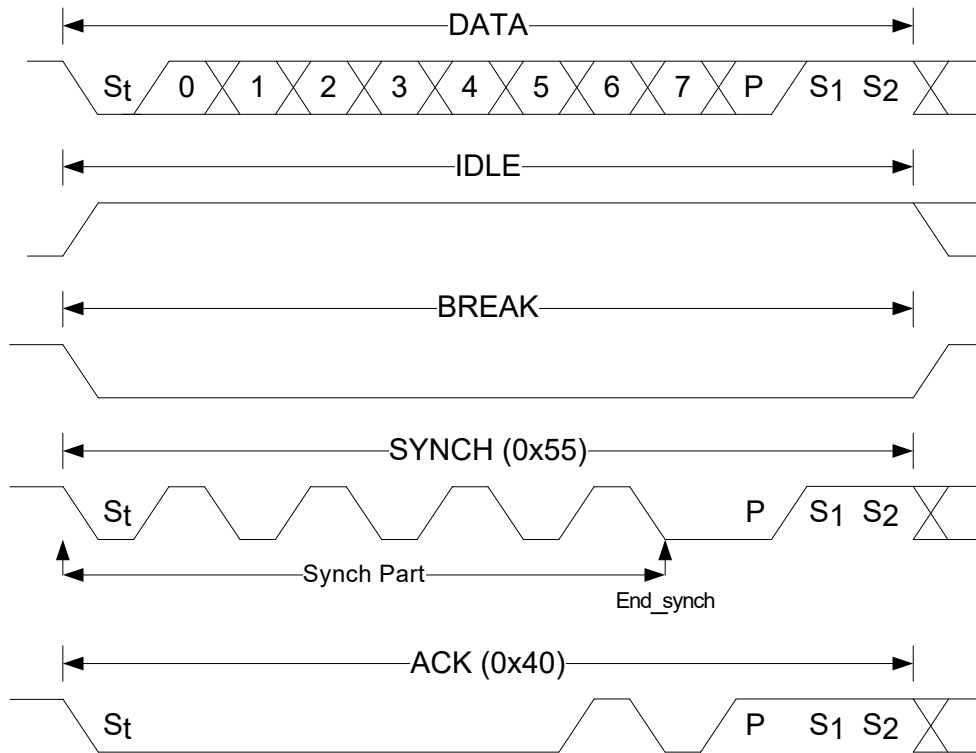 DATA
St 0 1 2 3 4 5 6 7 P S1 S2
IDLE
BREAK
SYNCH (0x55)
St P S1 S2
Synch Part
End_synch
ACK (0x40)
St P S1 S2